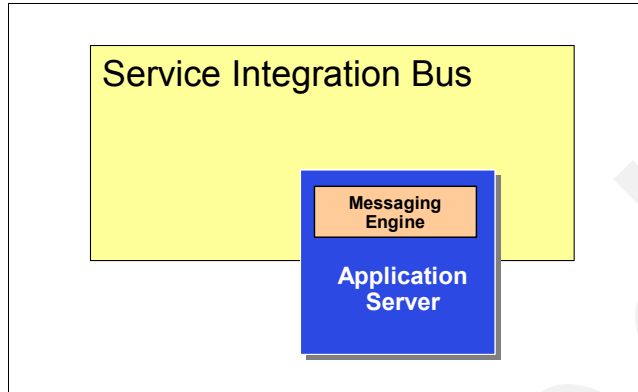 Service Integration Bus
Messaging
Engine
Application
Server